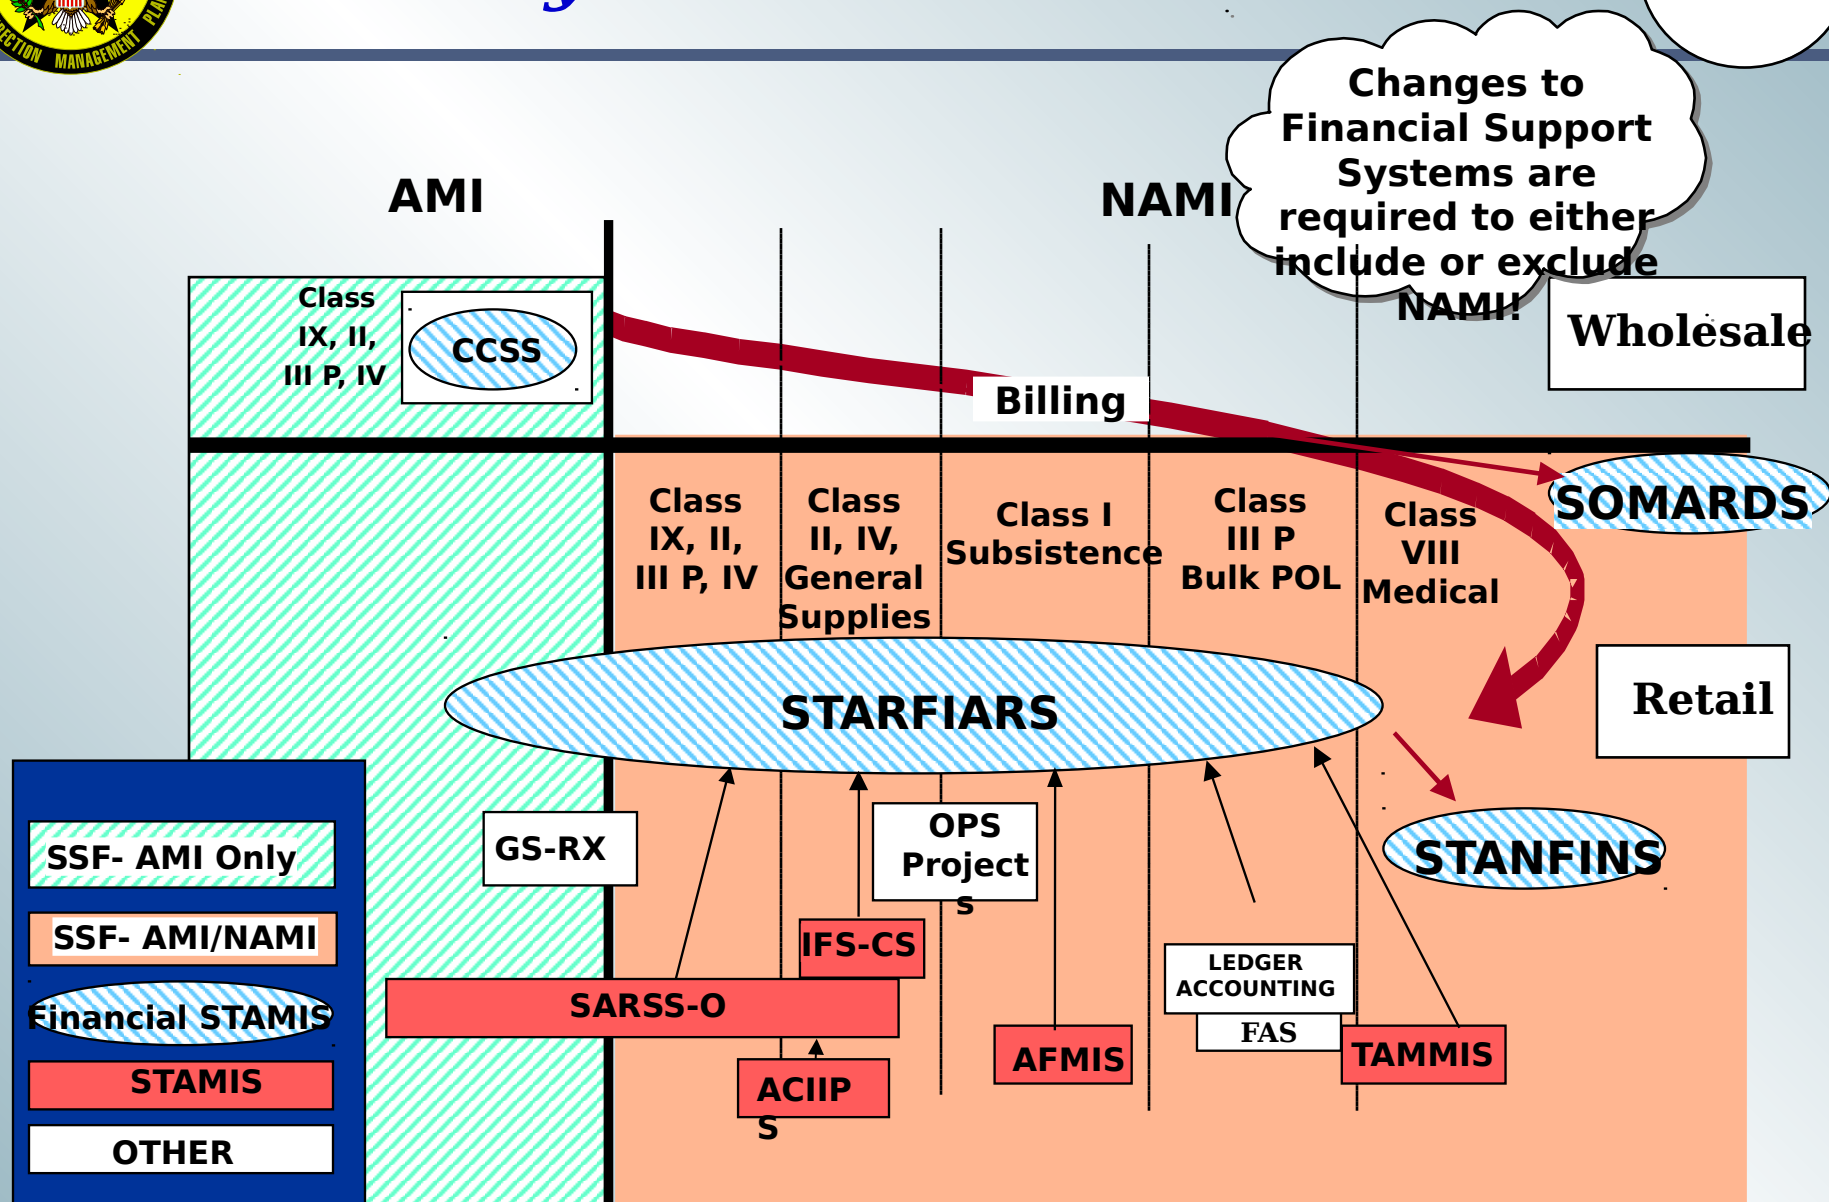 ECTION MANAGEMENT PLA
Changes to
Financial Support
Systems are
required to either
include or exclude
NAMI!
AMI
NAMI
Class
IX, II,
III P, IV
CCSS
Wholesale
Billing
SOMARDS
Class
IX, II,
III P, IV
Class
II, IV,
General
Supplies
Class I
Subsistence
Class
III P
Bulk POL
Class
VIII
Medical
STARFIARS
Retail
GS-RX
OPS
Project
s
STANFINS
IFS-CS
SARSS-O
ACIIP
S
AFMIS
LEDGER
ACCOUNTING
FAS
TAMMIS
SSF- AMI Only
SSF- AMI/NAMI
Financial STAMIS
STAMIS
OTHER